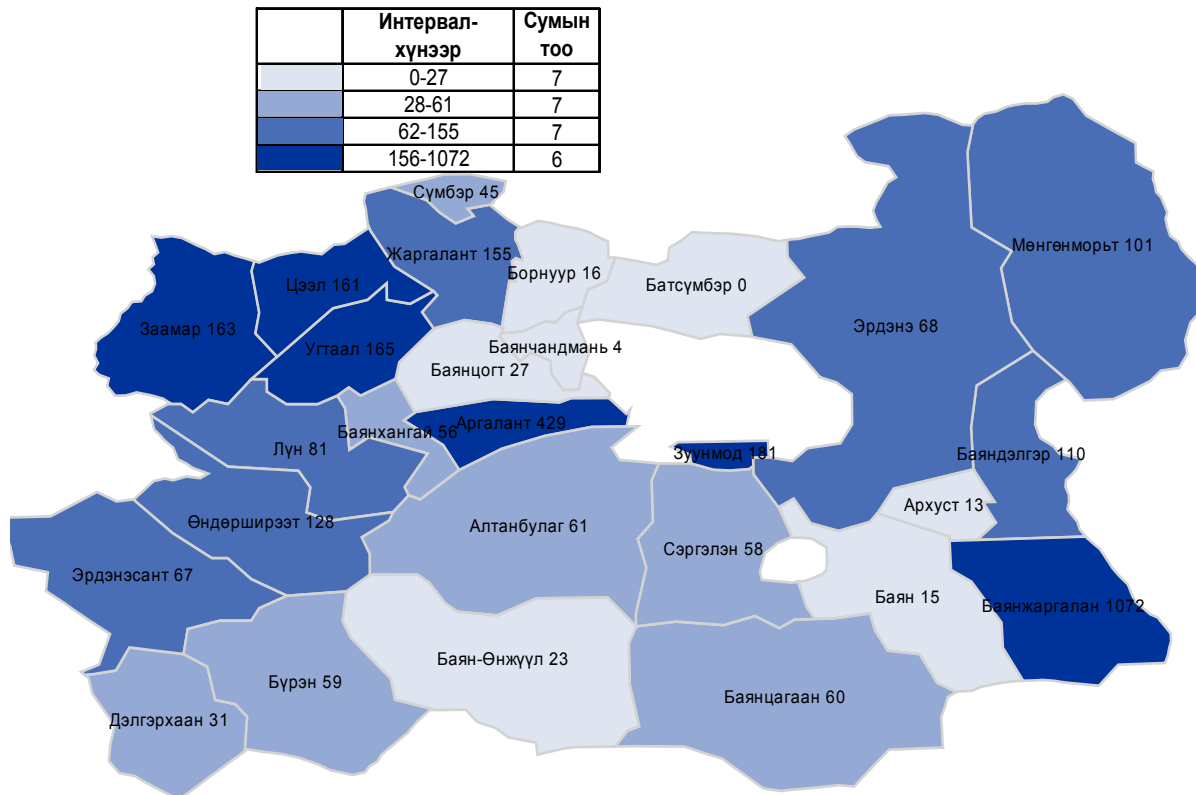 Интервал- Сумын
хүнээр тоо
0-27 7
28-61 7
62-155 7
156-1072 6
Сүмбэр 45
Мөнгөнморьт 101
Жаргалант 155
Борнуур 16
Батсүмбэр 0
Цээл 161
Заамар 163
Эрдэнэ 68
Угтаал 165
Баянчандмань 4
Баянцогт 27
Аргалант 429
Баянхангай 56
Лүн 81
Зуунмод 181
Баяндэлгэр 110
Архуст 13
Өндөрширээт 128
Алтанбулаг 61
Сэргэлэн 58
Эрдэнэсант 67
Баян 15
Баянжаргалан 1072
Баян-Өнжүүл 23
Бүрэн 59
Баянцагаан 60
Дэлгэрхаан 31